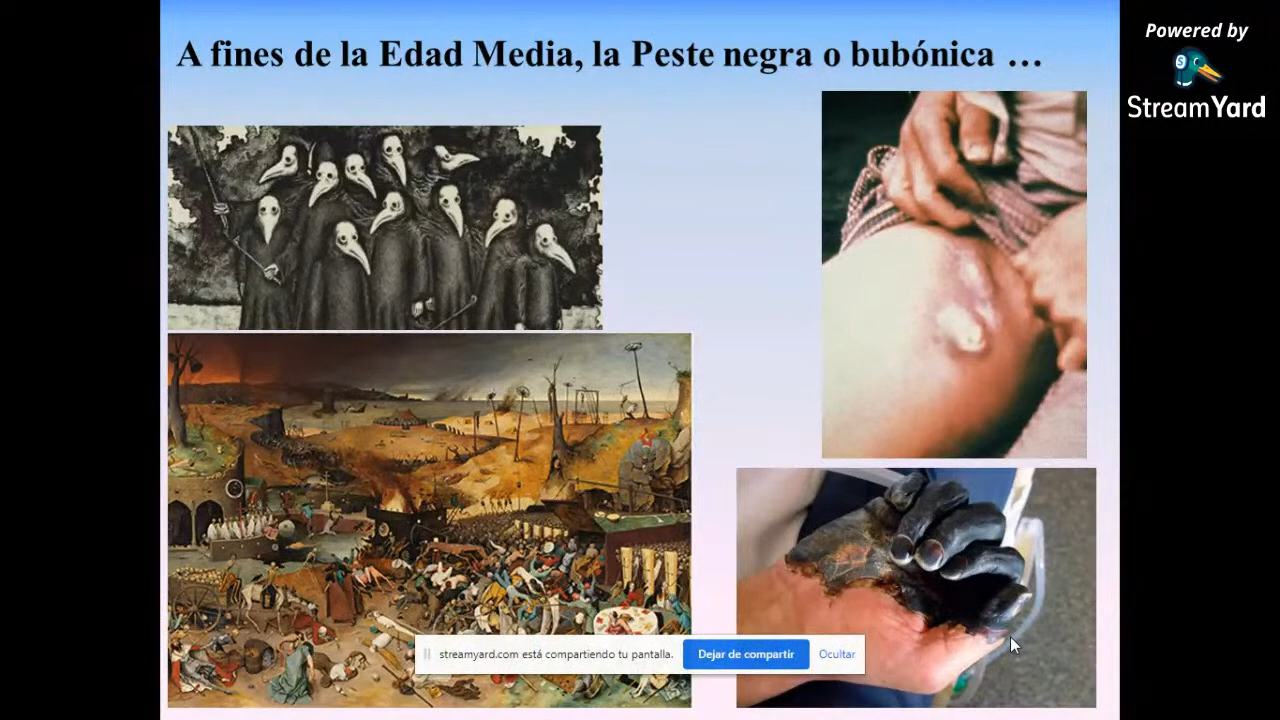 A fines de la Edad Media, la Peste negra o bubónica …
Powered by
StreamYard
streamyard.com está compartiendo tu pantalla.
Dejar de compartir
Ocultar